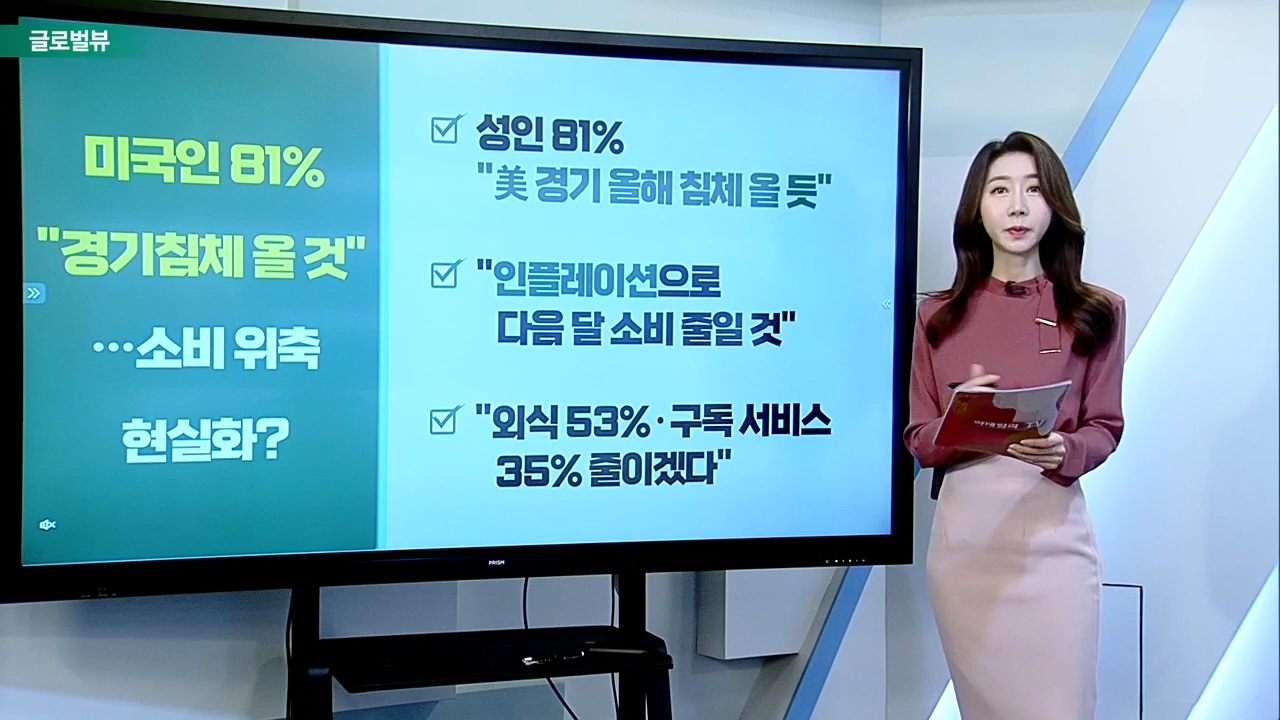 글로벌뷰
미국인 81%
"경기침체 올 것"
…소비 위축
현실화?
성인 81%
"美 경기 올해 침체 올 듯"
"인플레이션으로
다음 달 소비 줄일 것"
"외식 53%·구독 서비스
35% 줄이겠다"
PRISM